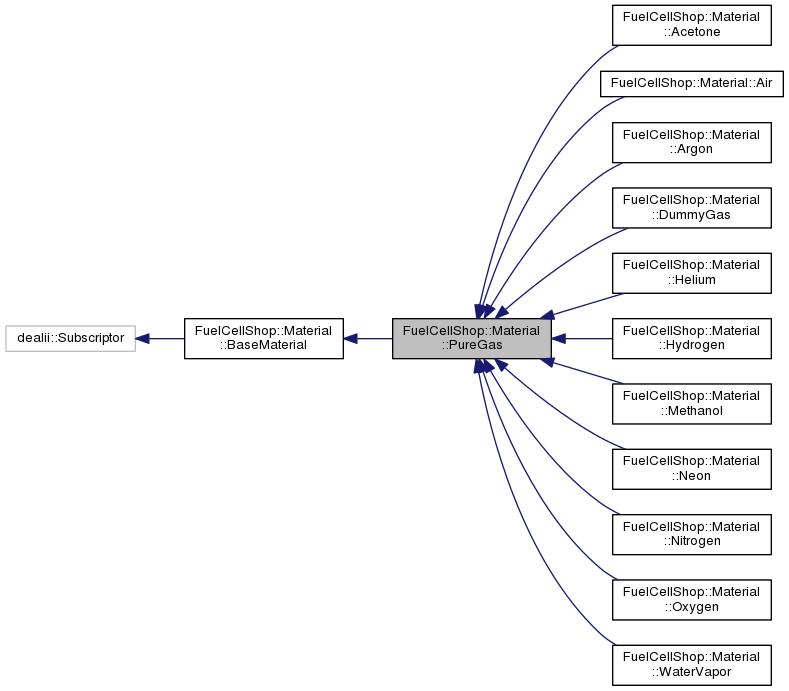 dealii::Subscriptor
FuelCellShop::Material
::BaseMaterial
FuelCellShop::Material
::PureGas
FuelCellShop::Material
::Acetone
FuelCellShop::Material::Air
FuelCellShop::Material
::Argon
FuelCellShop::Material
::DummyGas
FuelCellShop::Material
::Helium
FuelCellShop::Material
::Hydrogen
FuelCellShop::Material
::Methanol
FuelCellShop::Material
::Neon
FuelCellShop::Material
::Nitrogen
FuelCellShop::Material
::Oxygen
FuelCellShop::Material
::WaterVapor